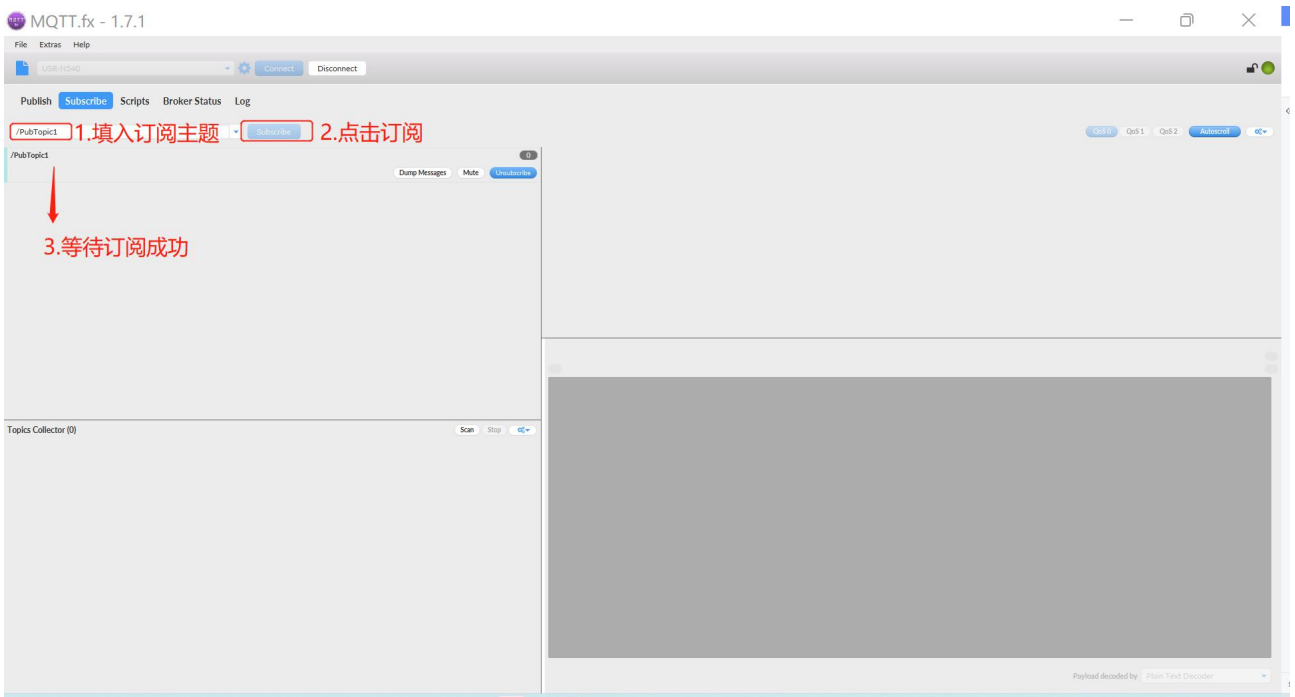 MQTT.fx - 1.7.1
File Extras Help
USR-N540 Connect Disconnect
Publish Subscribe Scripts Broker Status Log
/PubTopic1 1.填入订阅主题 Subscribe 2.点击订阅 QoS 0 QoS 1 QoS 2 Autoscroll
/PubTopic1 0
Dump Messages Mute Unsubscribe
3.等待订阅成功
Topics Collector (0) Scan Stop
Payload decoded by Plain Text Decoder